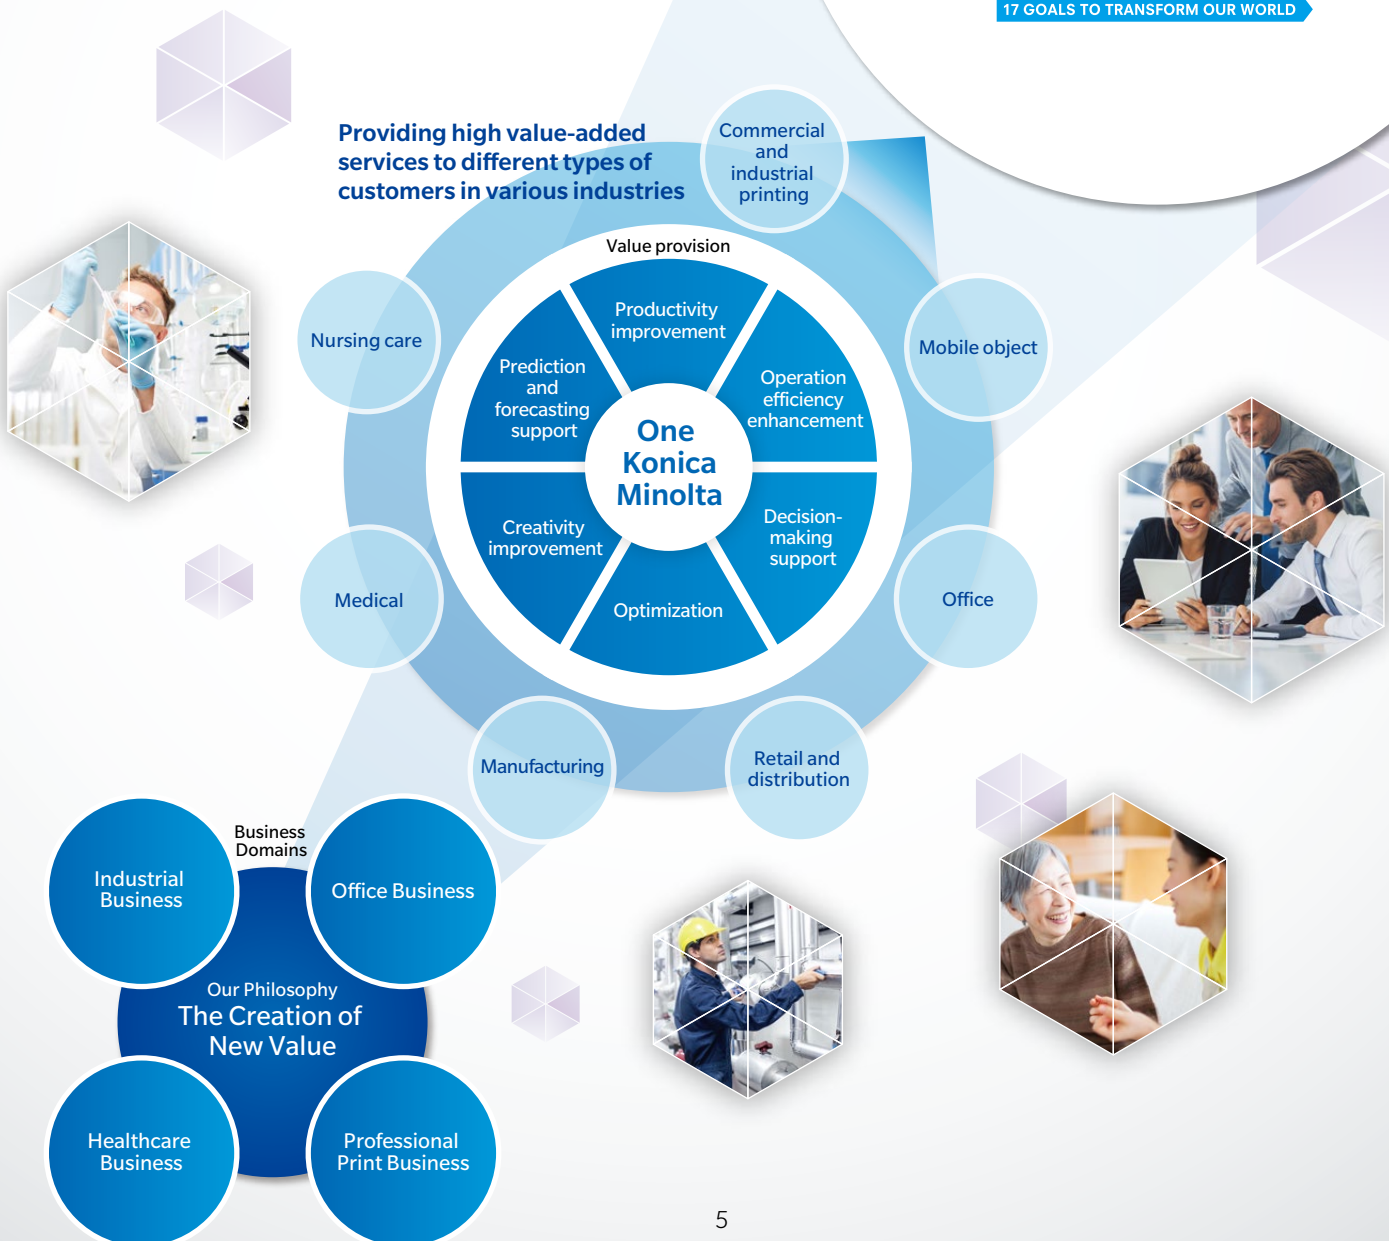 17 GOALS TO TRANSFORM OUR WORLD
Providing high value-added
services to different types of
customers in various industries
Commercial
and
industrial
printing
Value provision
Productivity
improvement
Nursing care
Mobile object
Prediction
and
forecasting
support
Operation
efficiency
enhancement
One
Konica
Minolta
Creativity
improvement
Decision-
making
support
Medical
Optimization
Office
Manufacturing
Retail and
distribution
Business
Domains
Industrial
Business
Office Business
Our Philosophy
The Creation of
New Value
Healthcare
Business
Professional
Print Business
5